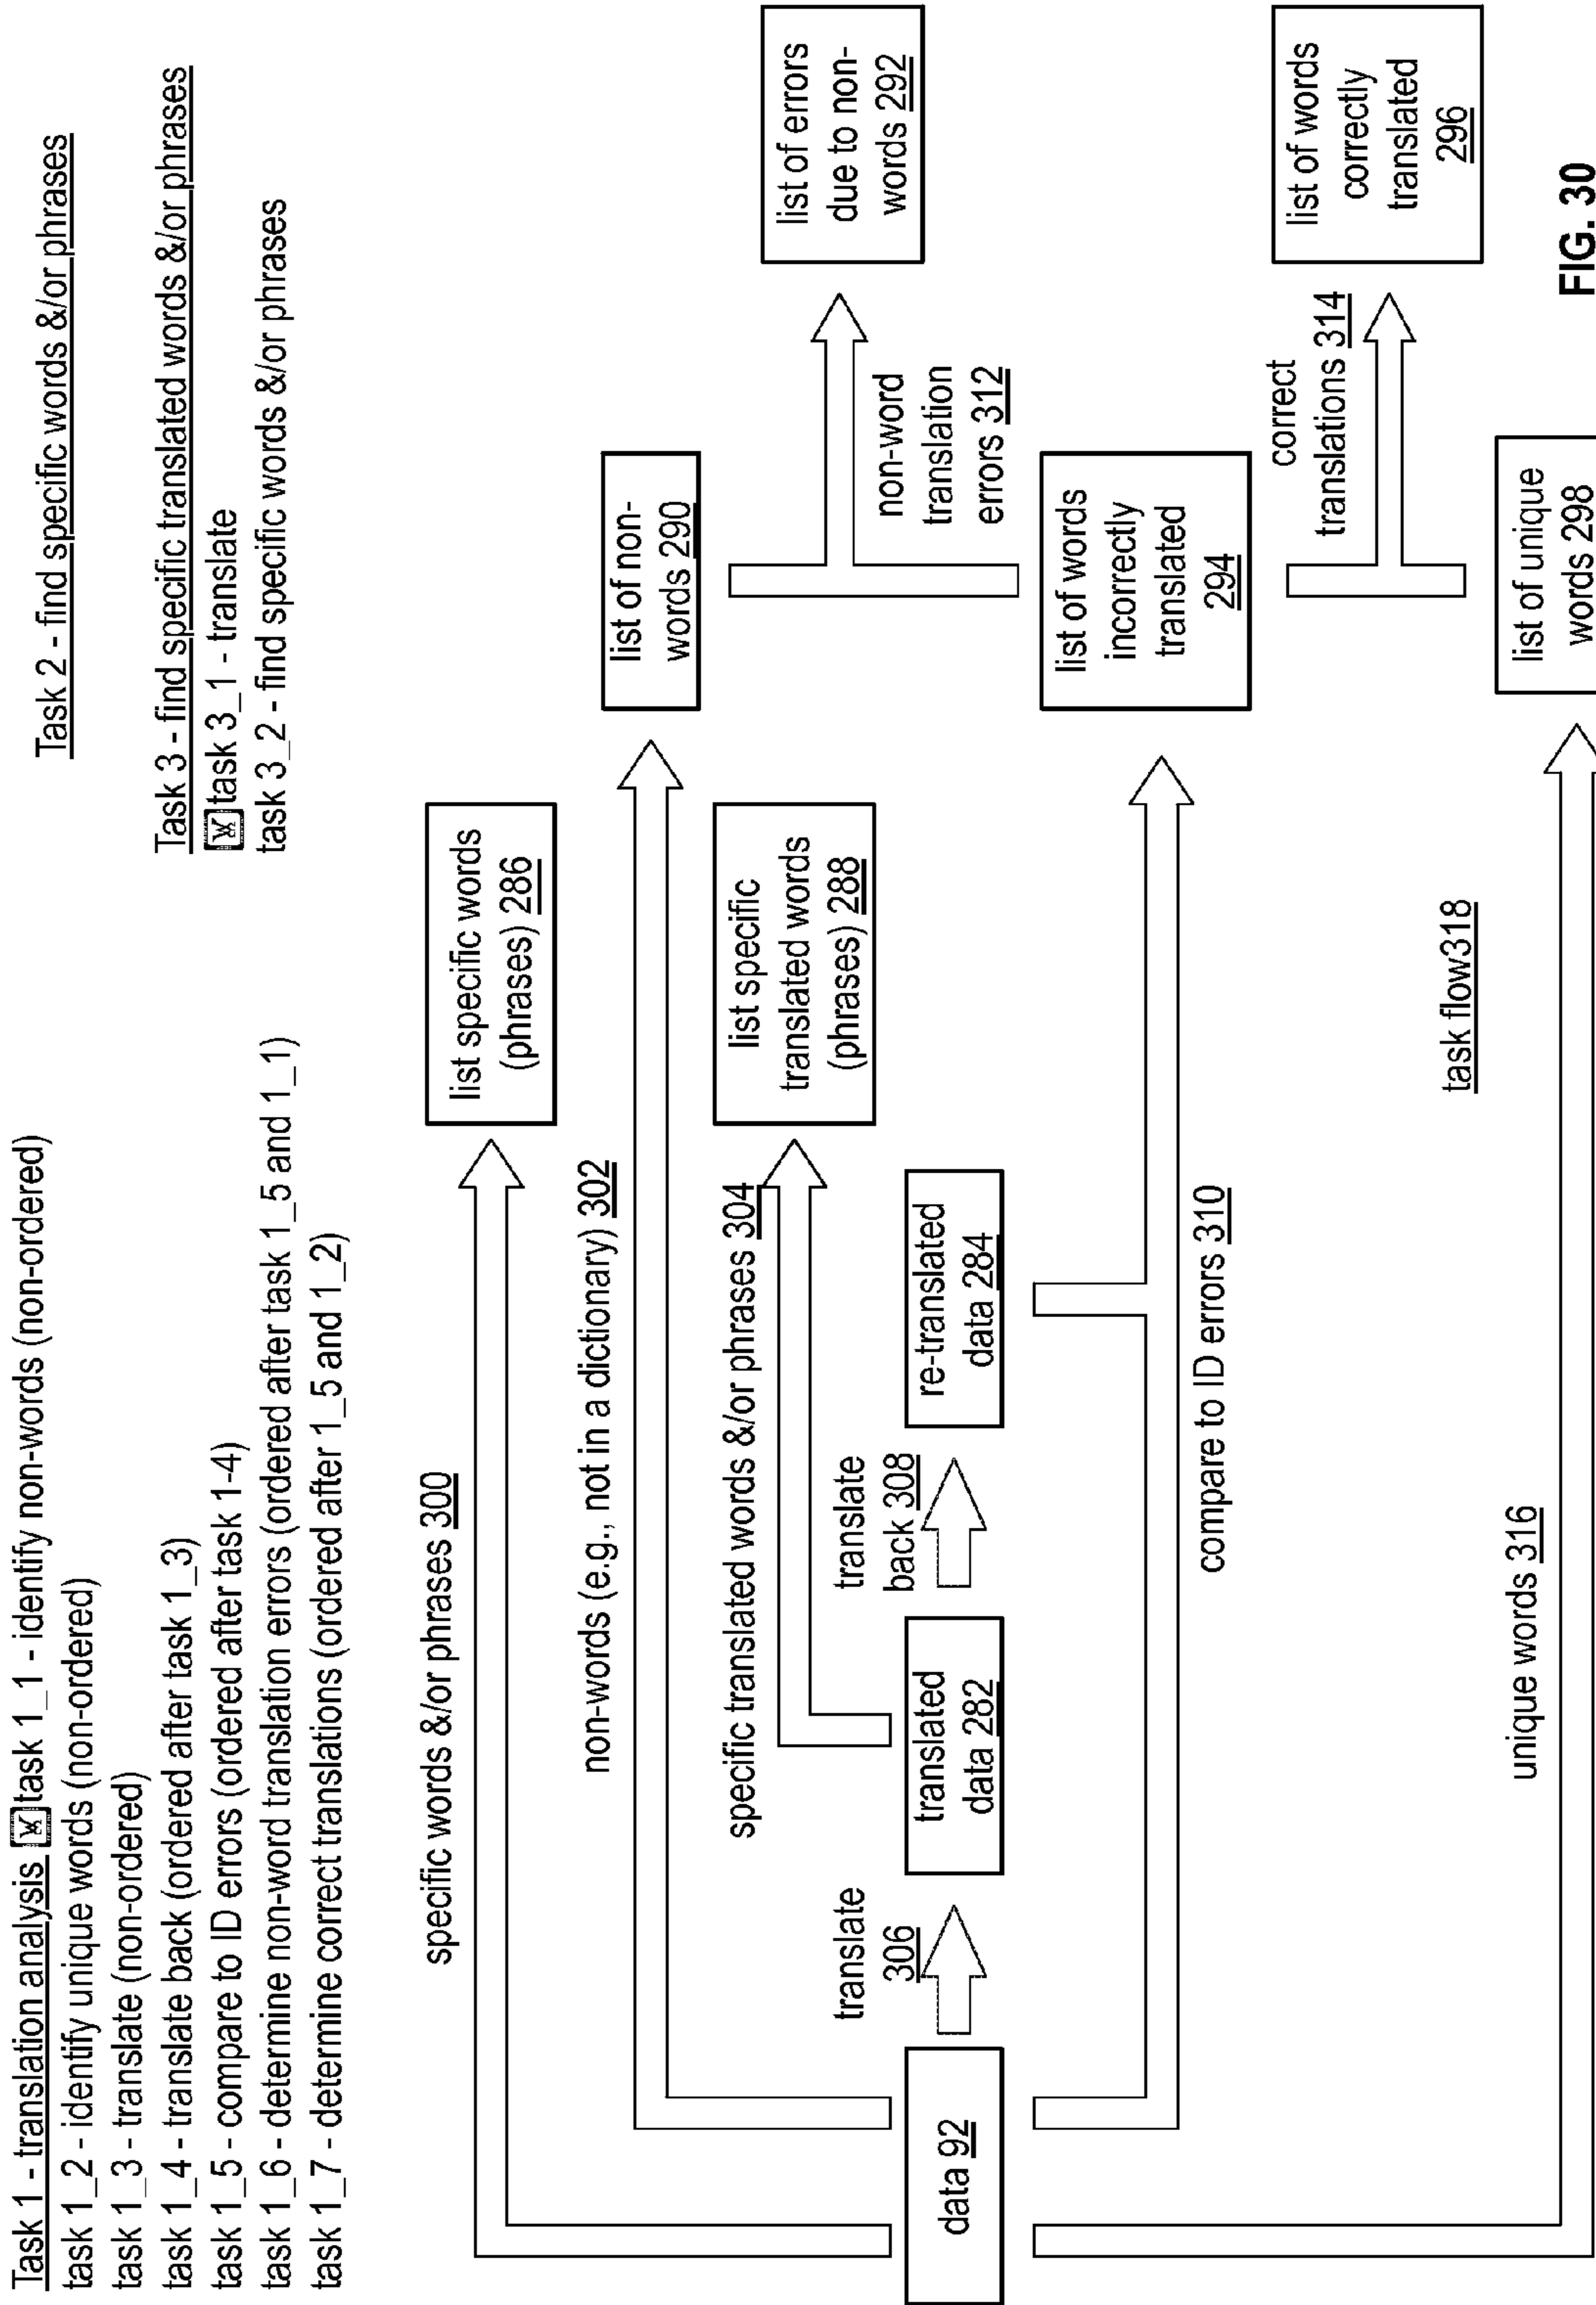 Task 1 - translation analysis task 1_1 - identify non-words (non-ordered)
task 1_2 - identify unique words (non-ordered)
task 1_3 - translate (non-ordered)
task 1_4 - translate back (ordered after task 1_3)
task 1_5 - compare to ID errors (ordered after task 1-4)
task 1_6 - determine non-word translation errors (ordered after task 1_5 and 1_1)
task 1_7 - determine correct translations (ordered after 1_5 and 1_2)
Task 2 - find specific words &/or phrases
Task 3 - find specific translated words &/or phrases
task 3_1 - translate
task 3_2 - find specific words &/or phrases
specific words &/or phrases 300
list specific words
(phrases) 286
non-words (e.g., not in a dictionary) 302
list of non-
words 290
specific translated words &/or phrases 304
list specific
translated words
(phrases) 288
list of errors
due to non-
words 292
non-word
translation
errors 312
data 92
translate
306
translated
data 282
translate
back 308
re-translated
data 284
compare to ID errors 310
list of words
incorrectly
translated
294
correct
translations 314
list of words
correctly
translated
296
task flow318
unique words 316
list of unique
words 298
FIG. 30